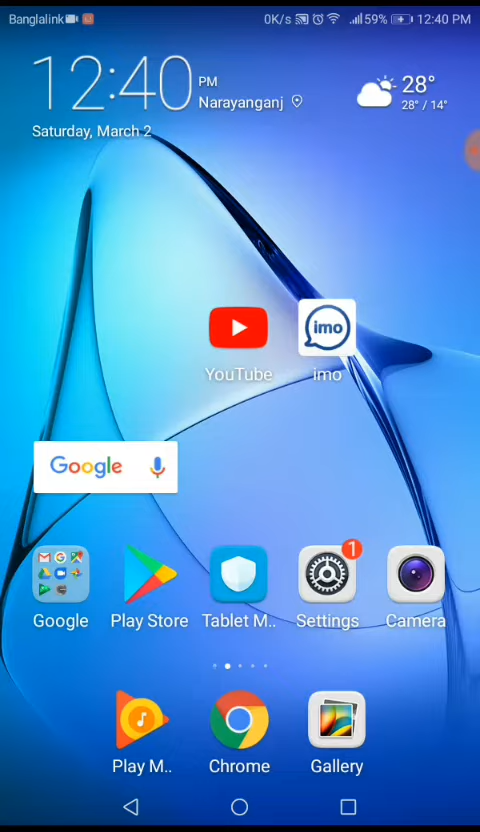 Banglalink 0K/s 59% 12:40 PM
12:40 PM
Narayanganj
28°
28° / 14°
Saturday, March 2
imo
YouTube imo
Google
1
Google Play Store Tablet M.. Settings Camera
Play M.. Chrome Gallery